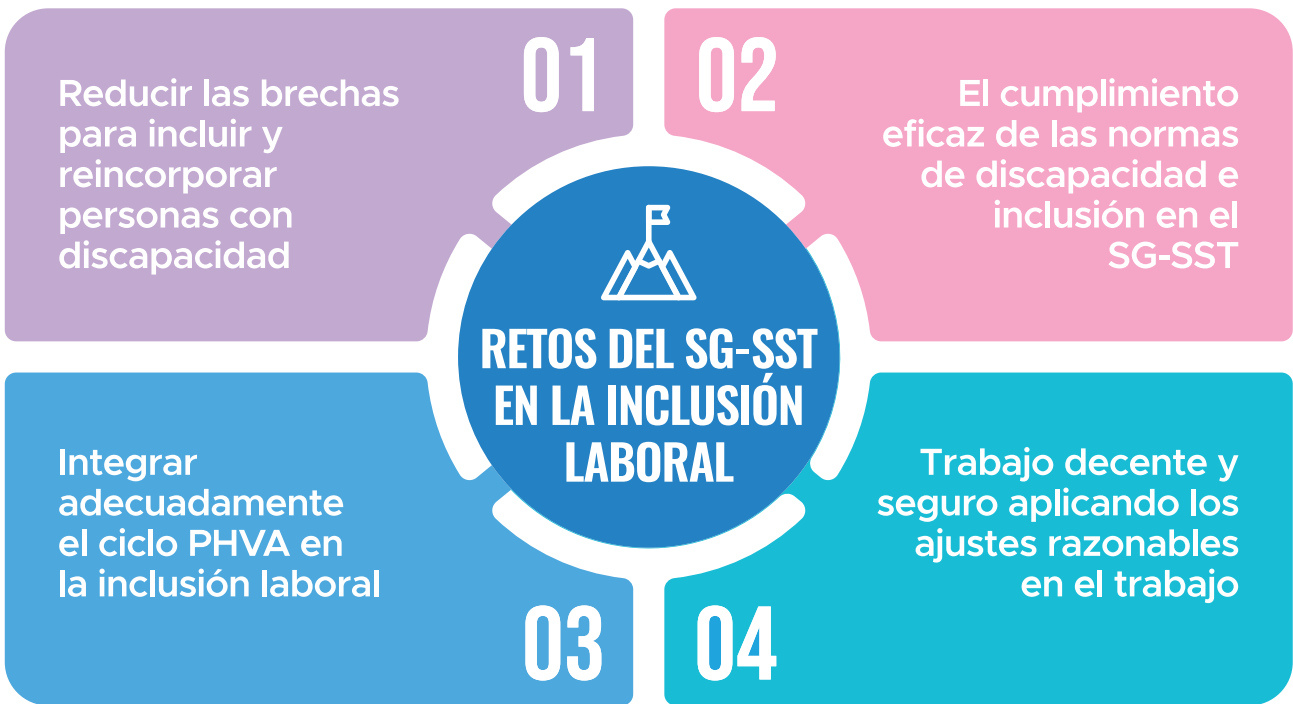 01
Reducir las brechas
para incluir y
reincorporar
personas con
discapacidad
02
El cumplimiento
eficaz de las normas
de discapacidad e
inclusión en el
SG-SST
RETOS DEL SG-SST
EN LA INCLUSIÓN
LABORAL
Integrar
adecuadamente
el ciclo PHVA en
la inclusión laboral
03
Trabajo decente y
seguro aplicando los
ajustes razonables
en el trabajo
04